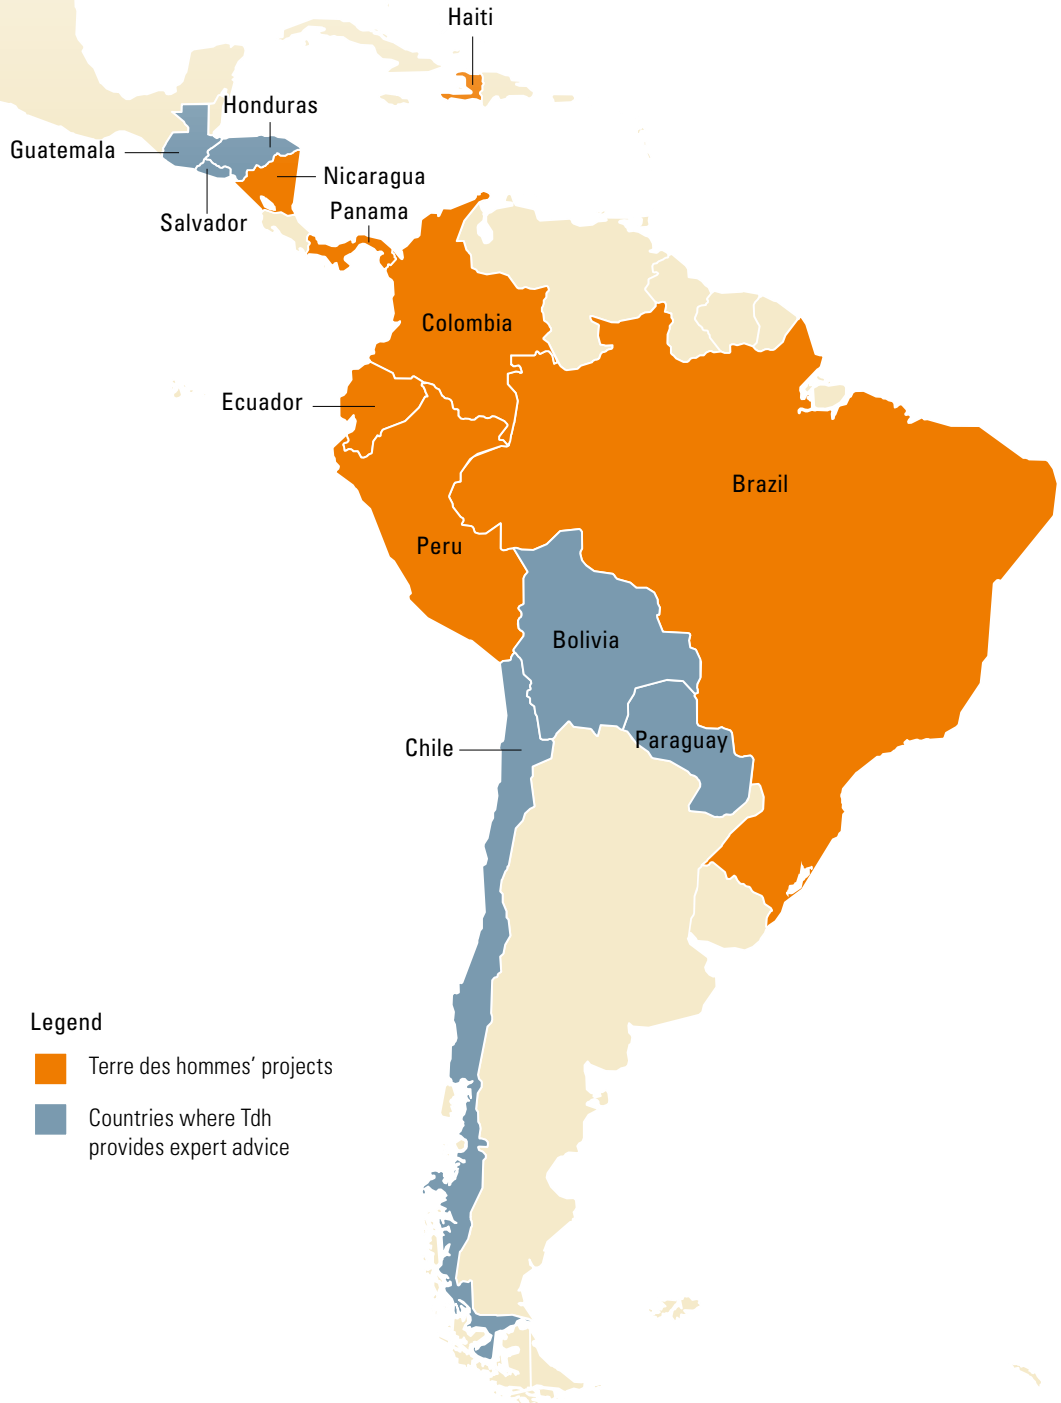 Haiti
Honduras
Guatemala
Nicaragua
Panama
Salvador
Colombia
Ecuador
Brazil
Peru
Bolivia
Paraguay
Chile
Legend
Terre des hommes’ projects
Countries where Tdh
provides expert advice